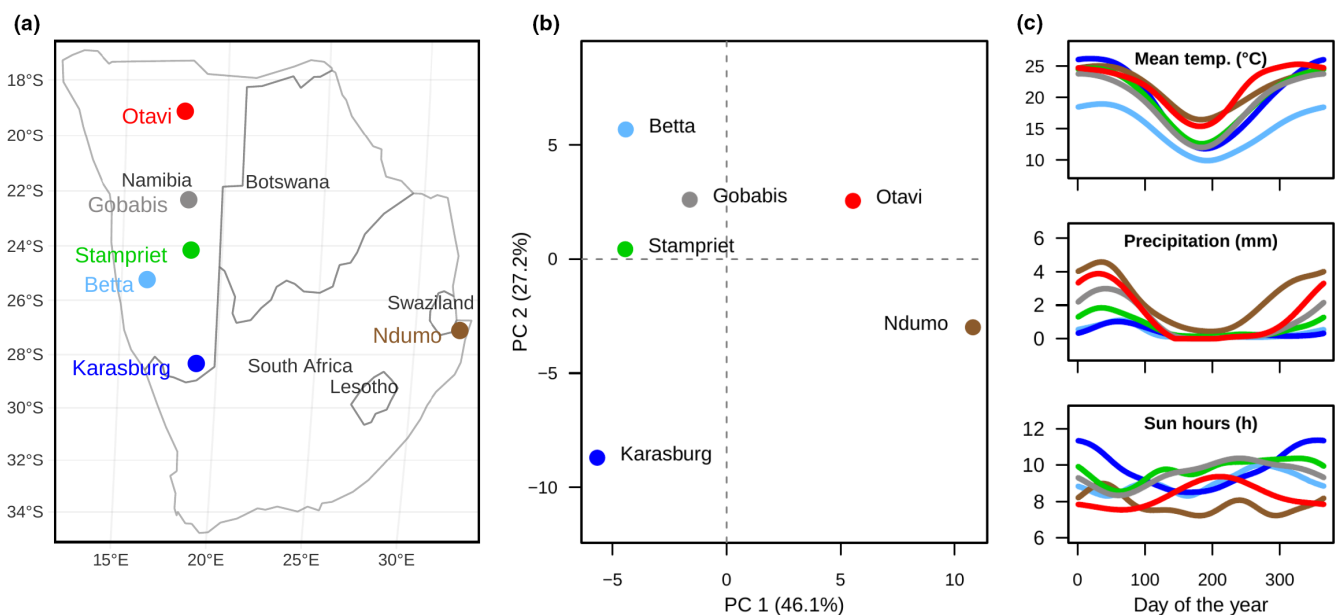 (a)
18°S
20°S
22°S
24°S
26°S
28°S
30°S
32°S
34°S
15°E
20°E
25°E
30°E
Otavi
Namibia
Botswana
Gobabis
Stampriet
Betta
Swaziland
Ndumo
Karasburg
South Africa
Lesotho
(b)
PC 2 (27.2%)
5
0
−5
−10
Betta
Gobabis
Otavi
Stampriet
Ndumo
Karasburg
−5
0
5
10
PC 1 (46.1%)
(c)
Mean temp. (°C)
25
20
15
10
Precipitation (mm)
6
4
2
0
Sun hours (h)
12
10
8
6
0
100
200
300
Day of the year